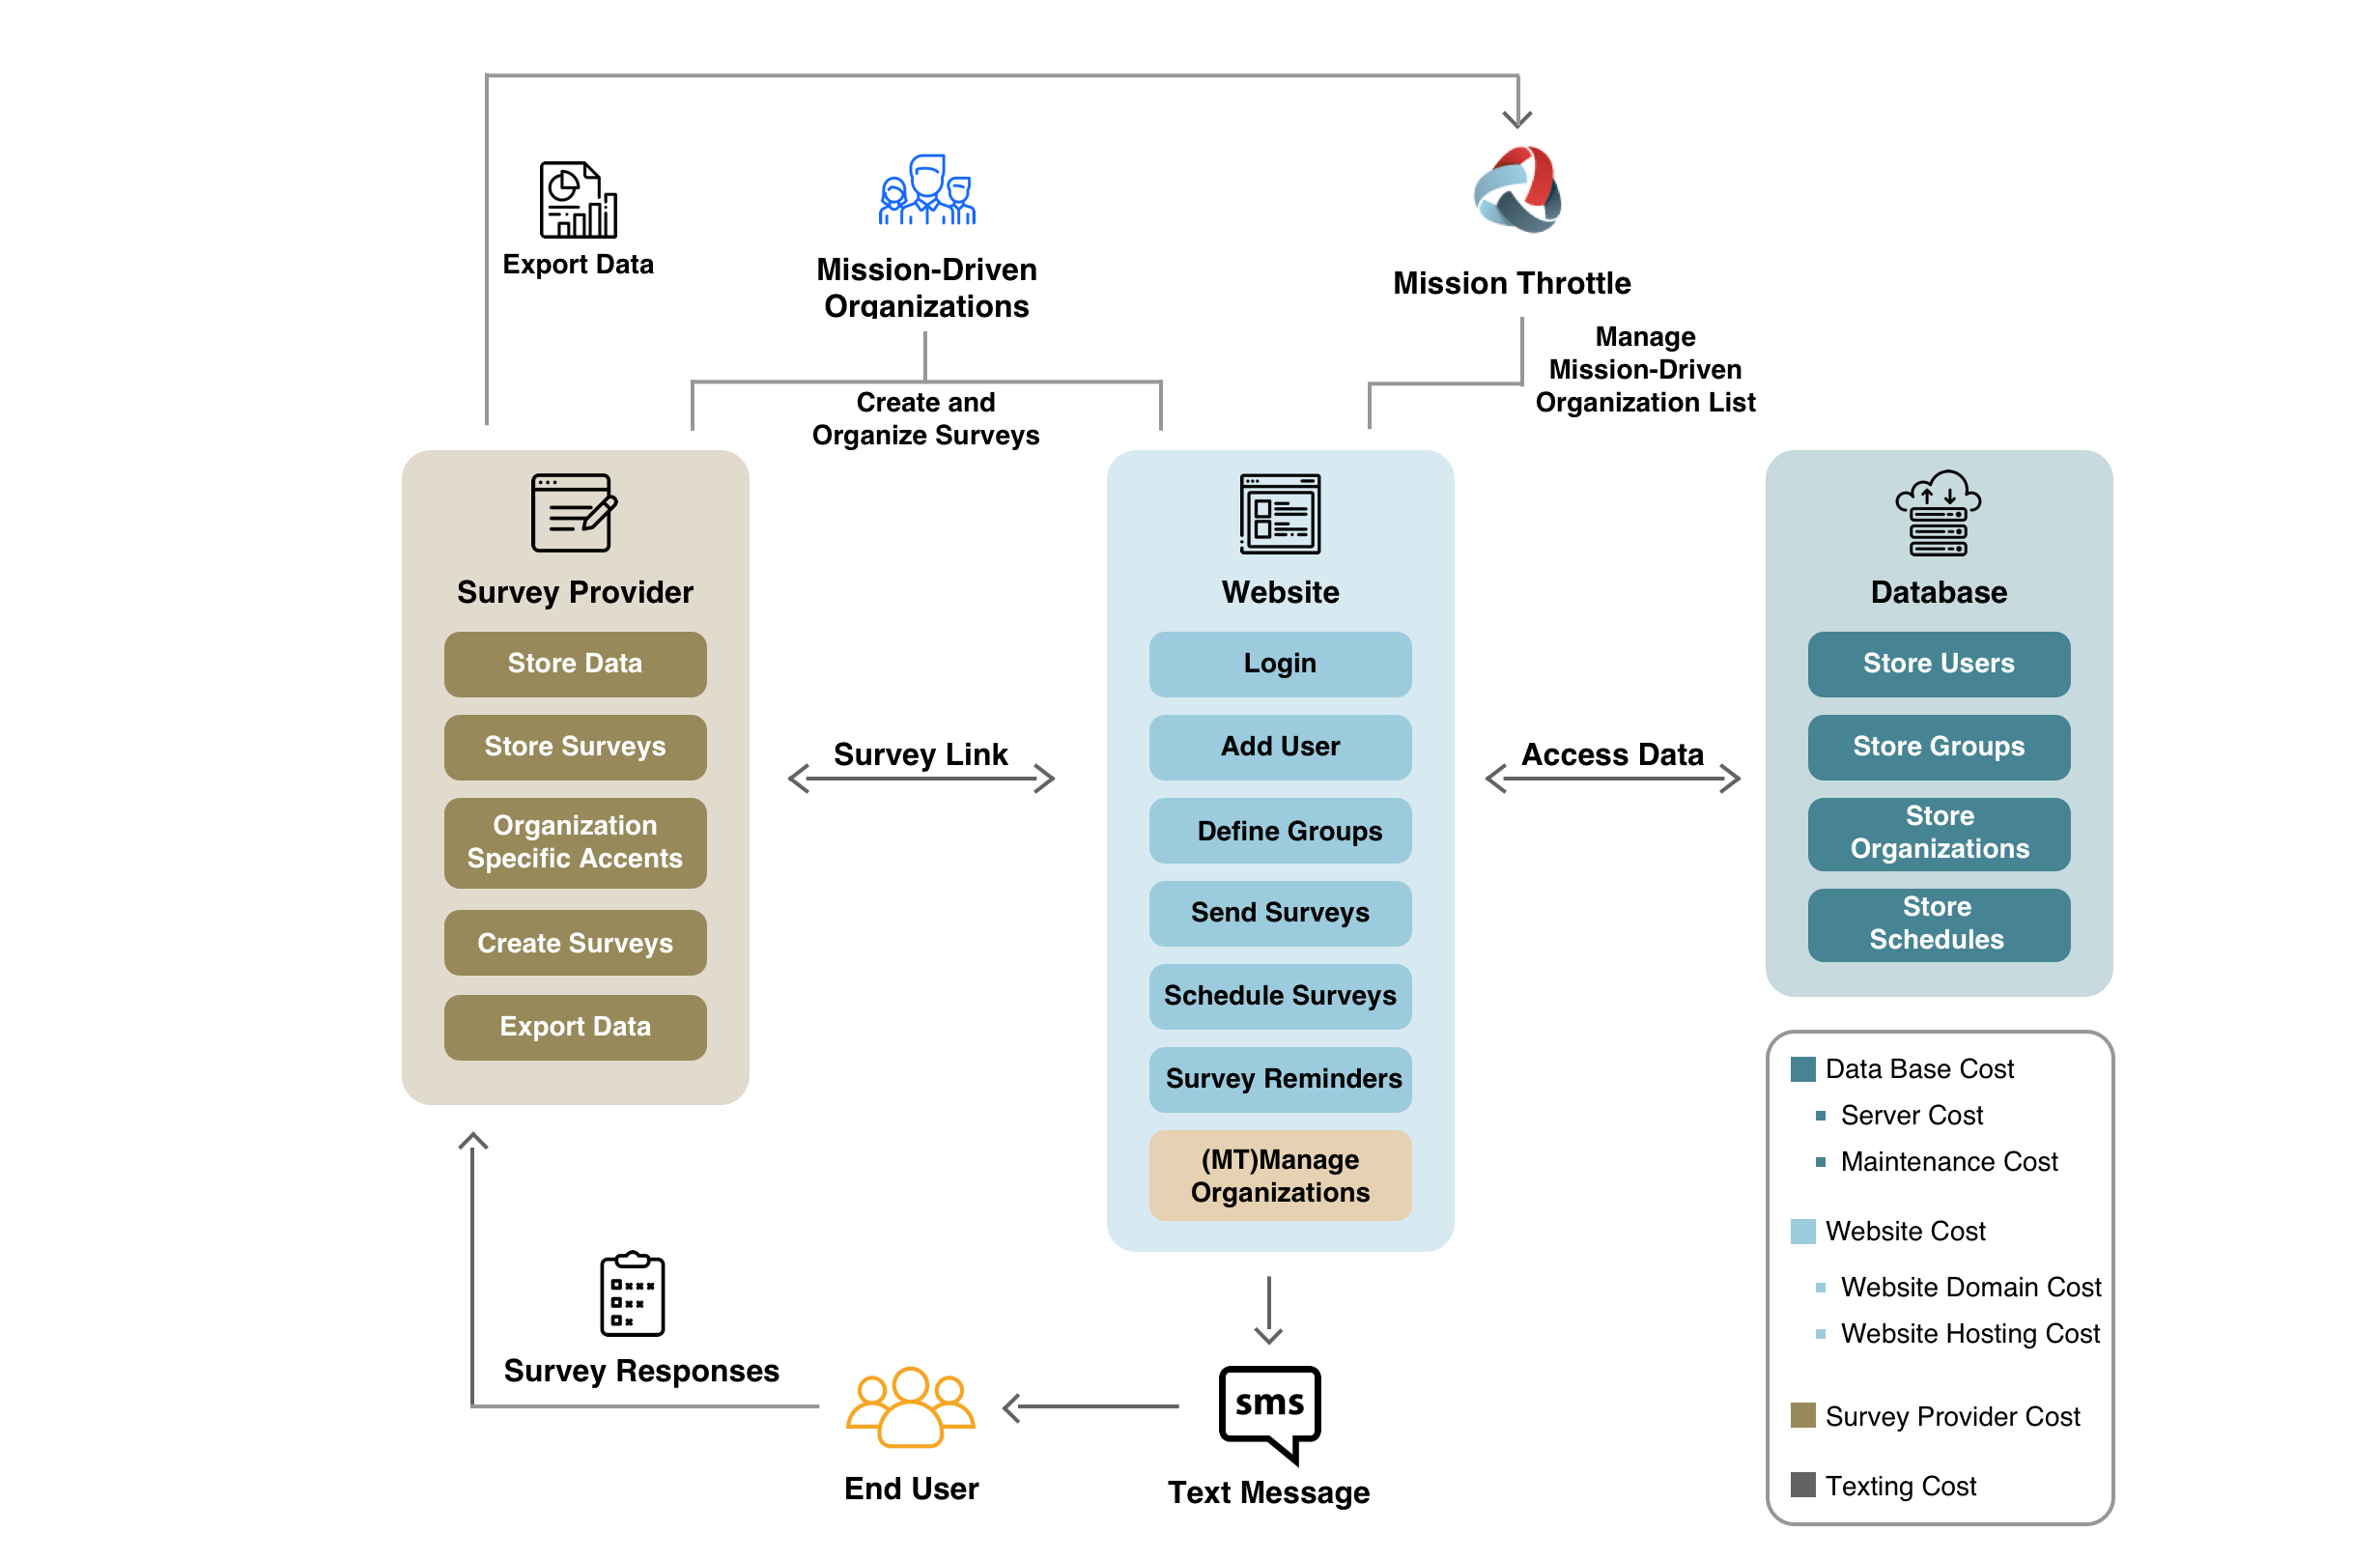 Export Data
Mission-Driven
Organizations
Mission Throttle
Manage
Mission-Driven
Organization List
Create and
Organize Surveys
Survey Provider
Store Data
Store Surveys
Organization
Specific Accents
Create Surveys
Export Data
Survey Link
Website
Login
Add User
Define Groups
Send Surveys
Schedule Surveys
Survey Reminders
(MT)Manage
Organizations
Access Data
Database
Store Users
Store Groups
Store
Organizations
Store
Schedules
Data Base Cost
Server Cost
Maintenance Cost
Website Cost
Website Domain Cost
Website Hosting Cost
Survey Provider Cost
Texting Cost
Survey Responses
End User
sms
Text Message